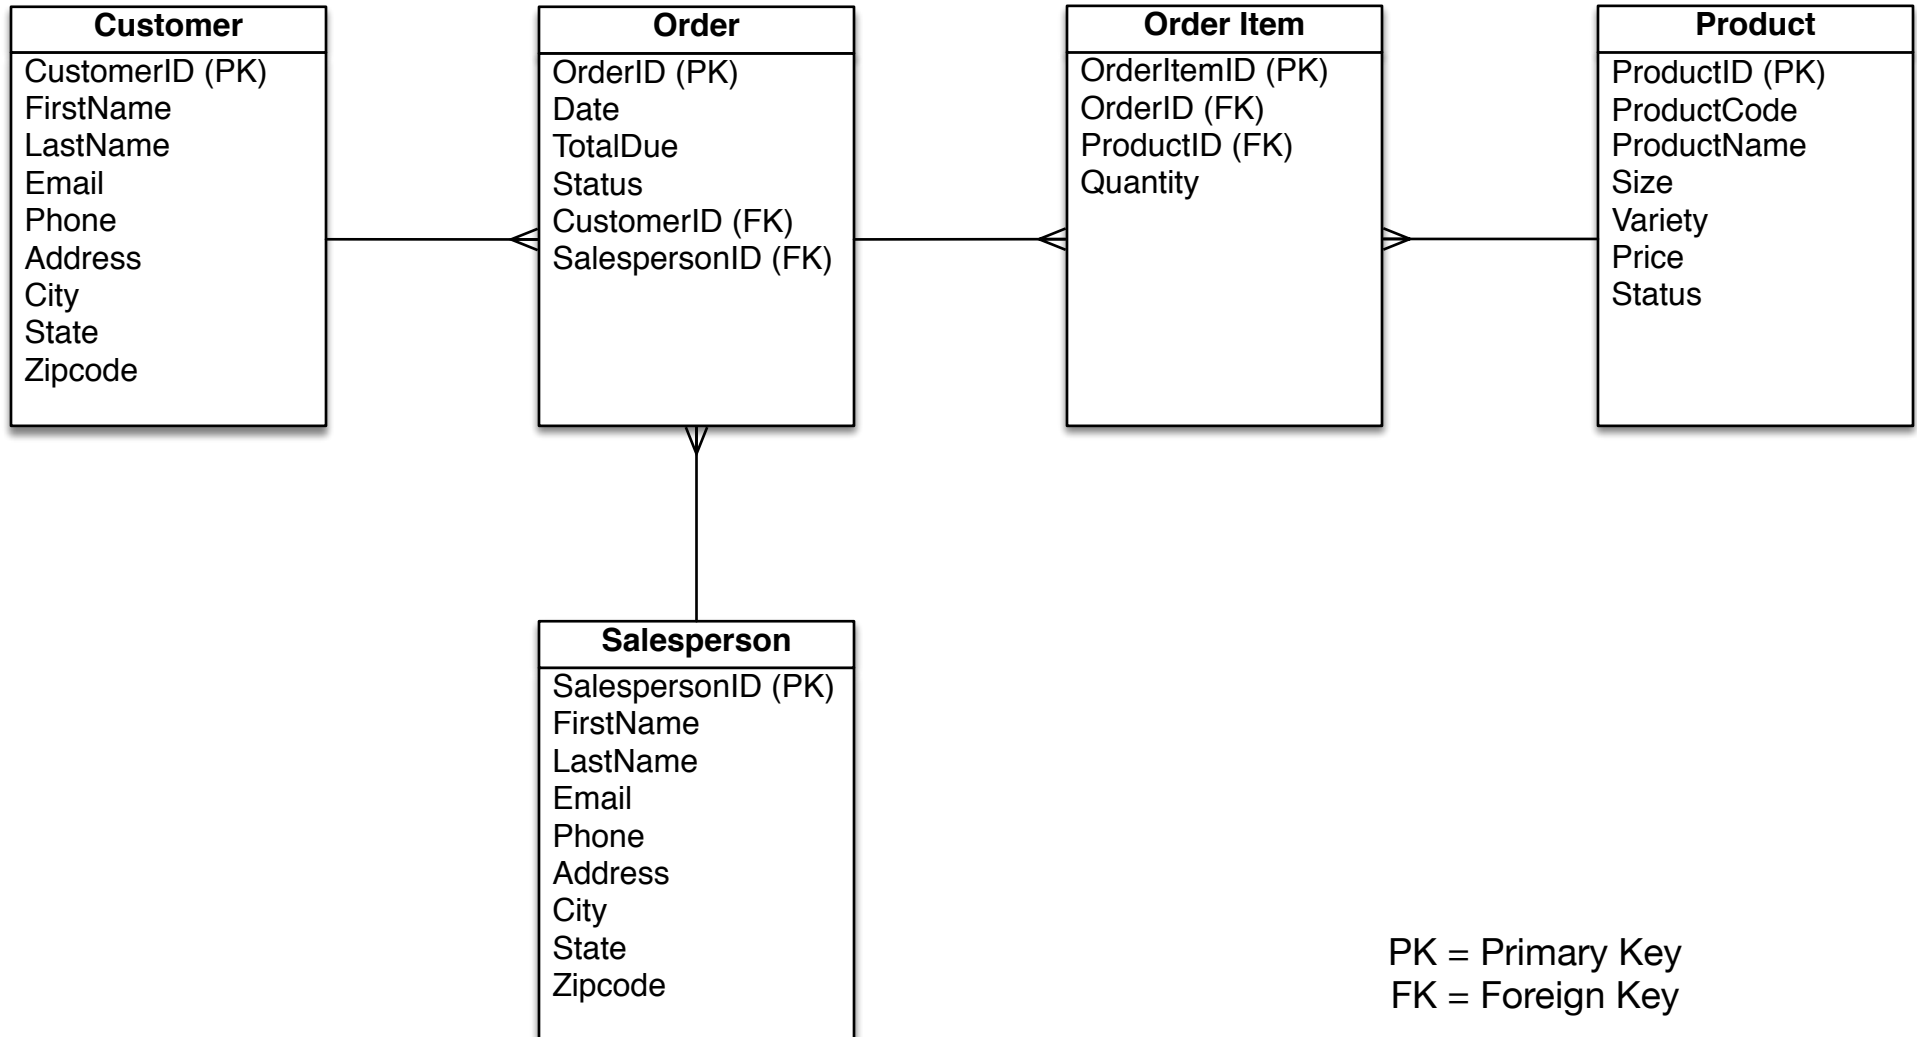 Customer
CustomerID (PK)
FirstName
LastName
Email
Phone
Address
City
State
Zipcode
Order
OrderID (PK)
Date
TotalDue
Status
CustomerID (FK)
SalespersonID (FK)
Order Item
OrderItemID (PK)
OrderID (FK)
ProductID (FK)
Quantity
Product
ProductID (PK)
ProductCode
ProductName
Size
Variety
Price
Status
Salesperson
SalespersonID (PK)
FirstName
LastName
Email
Phone
Address
City
State
Zipcode
PK = Primary Key
FK = Foreign Key